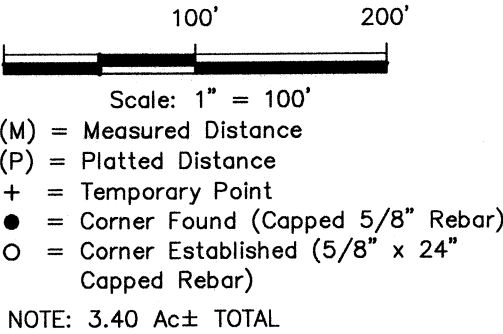 100' 200'
Scale: 1" = 100'
(M) = Measured Distance
(P) = Platted Distance
+ = Temporary Point
● = Corner Found (Capped 5/8" Rebar)
O = Corner Established (5/8" x 24"
Capped Rebar)
NOTE: 3.40 Ac± TOTAL